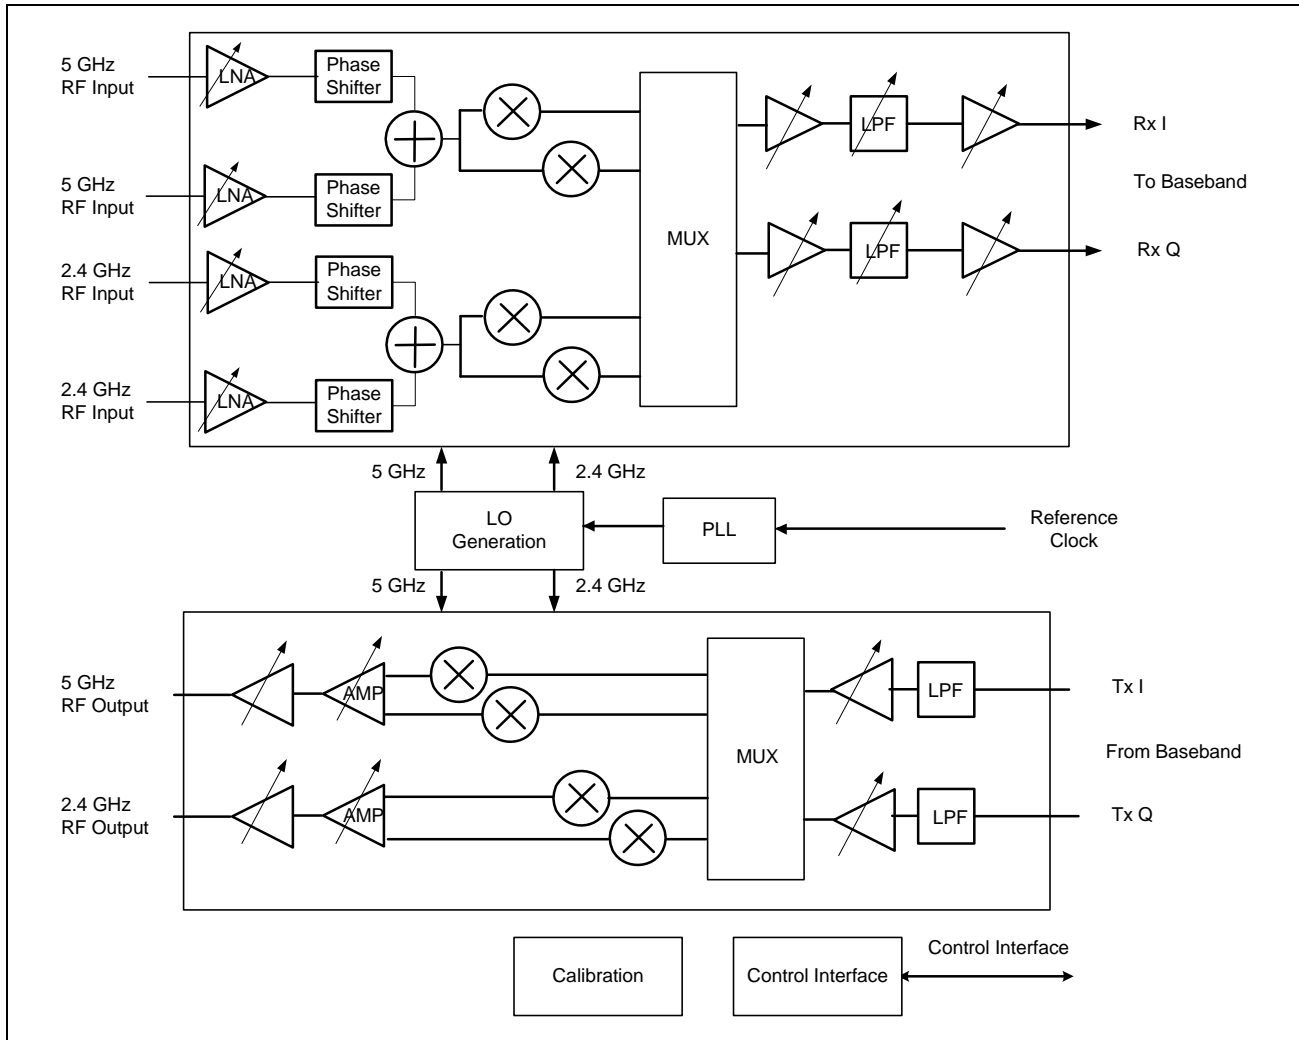 5 GHz
RF Input
LNA
Phase
Shifter
5 GHz
RF Input
LNA
Phase
Shifter
2.4 GHz
RF Input
LNA
Phase
Shifter
2.4 GHz
RF Input
LNA
Phase
Shifter
MUX
LPF
Rx I
To Baseband
LPF
Rx Q
5 GHz
2.4 GHz
LO
Generation
PLL
Reference
Clock
5 GHz
2.4 GHz
5 GHz
RF Output
AMP
2.4 GHz
RF Output
AMP
MUX
LPF
Tx I
From Baseband
LPF
Tx Q
Calibration
Control Interface
Control Interface